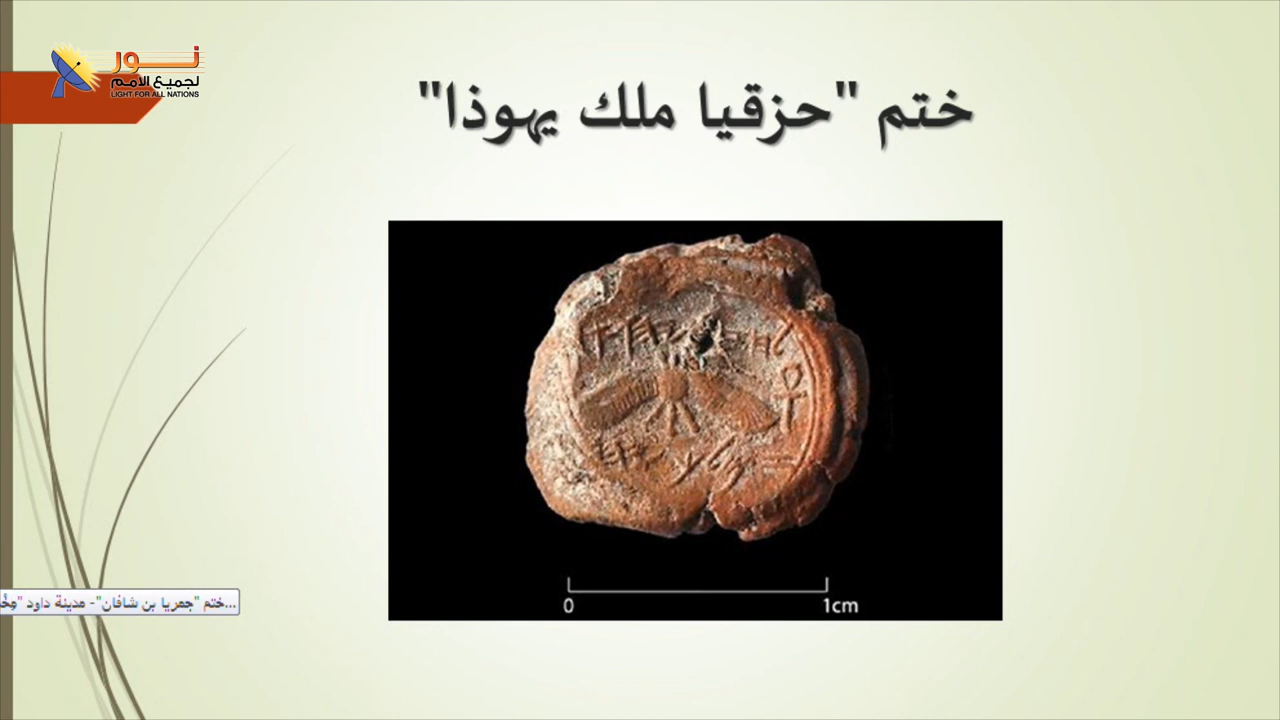 نور
لجميع الأمم
LIGHT FOR ALL NATIONS
ختم "حزقيا ملك يهوذا"
0 1cm
ختم "جمريا بن شافان"- مدينة داود...